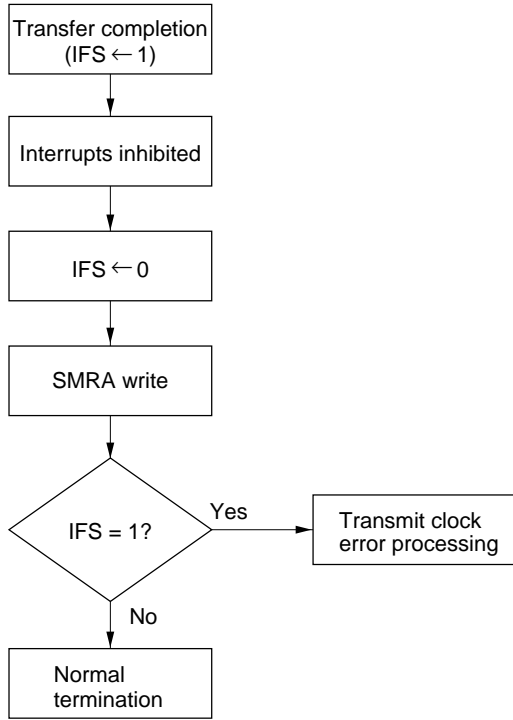 Transfer completion
(IFS ← 1)
Interrupts inhibited
IFS ← 0
SMRA write
IFS = 1?
Yes
Transmit clock
error processing
No
Normal
termination